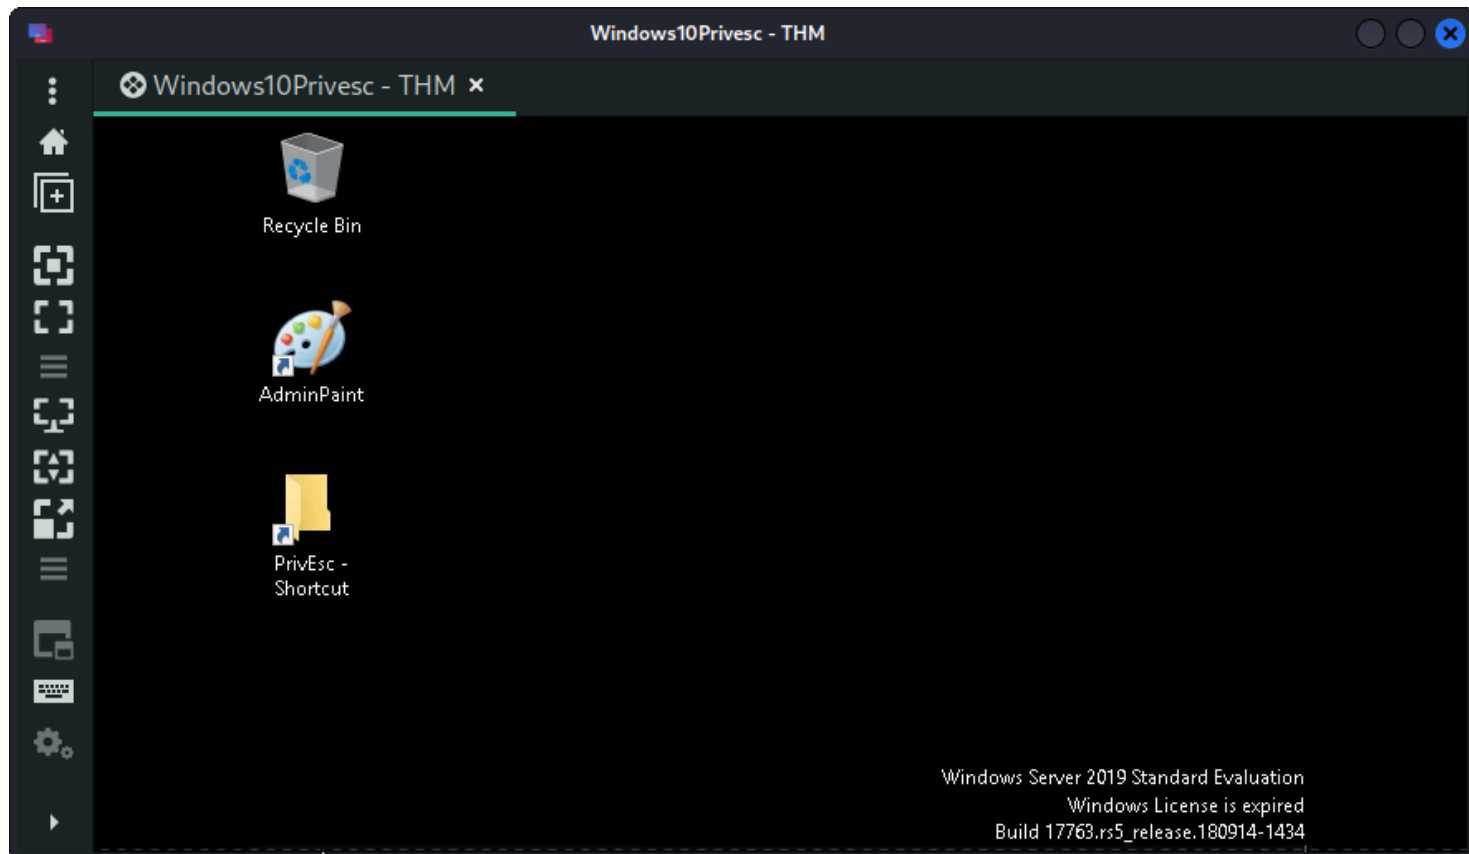 Windows10Privesc - THM
Windows10Privesc - THM
Recycle Bin
AdminPaint
PrivEsc -
Shortcut
Windows Server 2019 Standard Evaluation
Windows License is expired
Build 17763.rs5_release.180914-1434